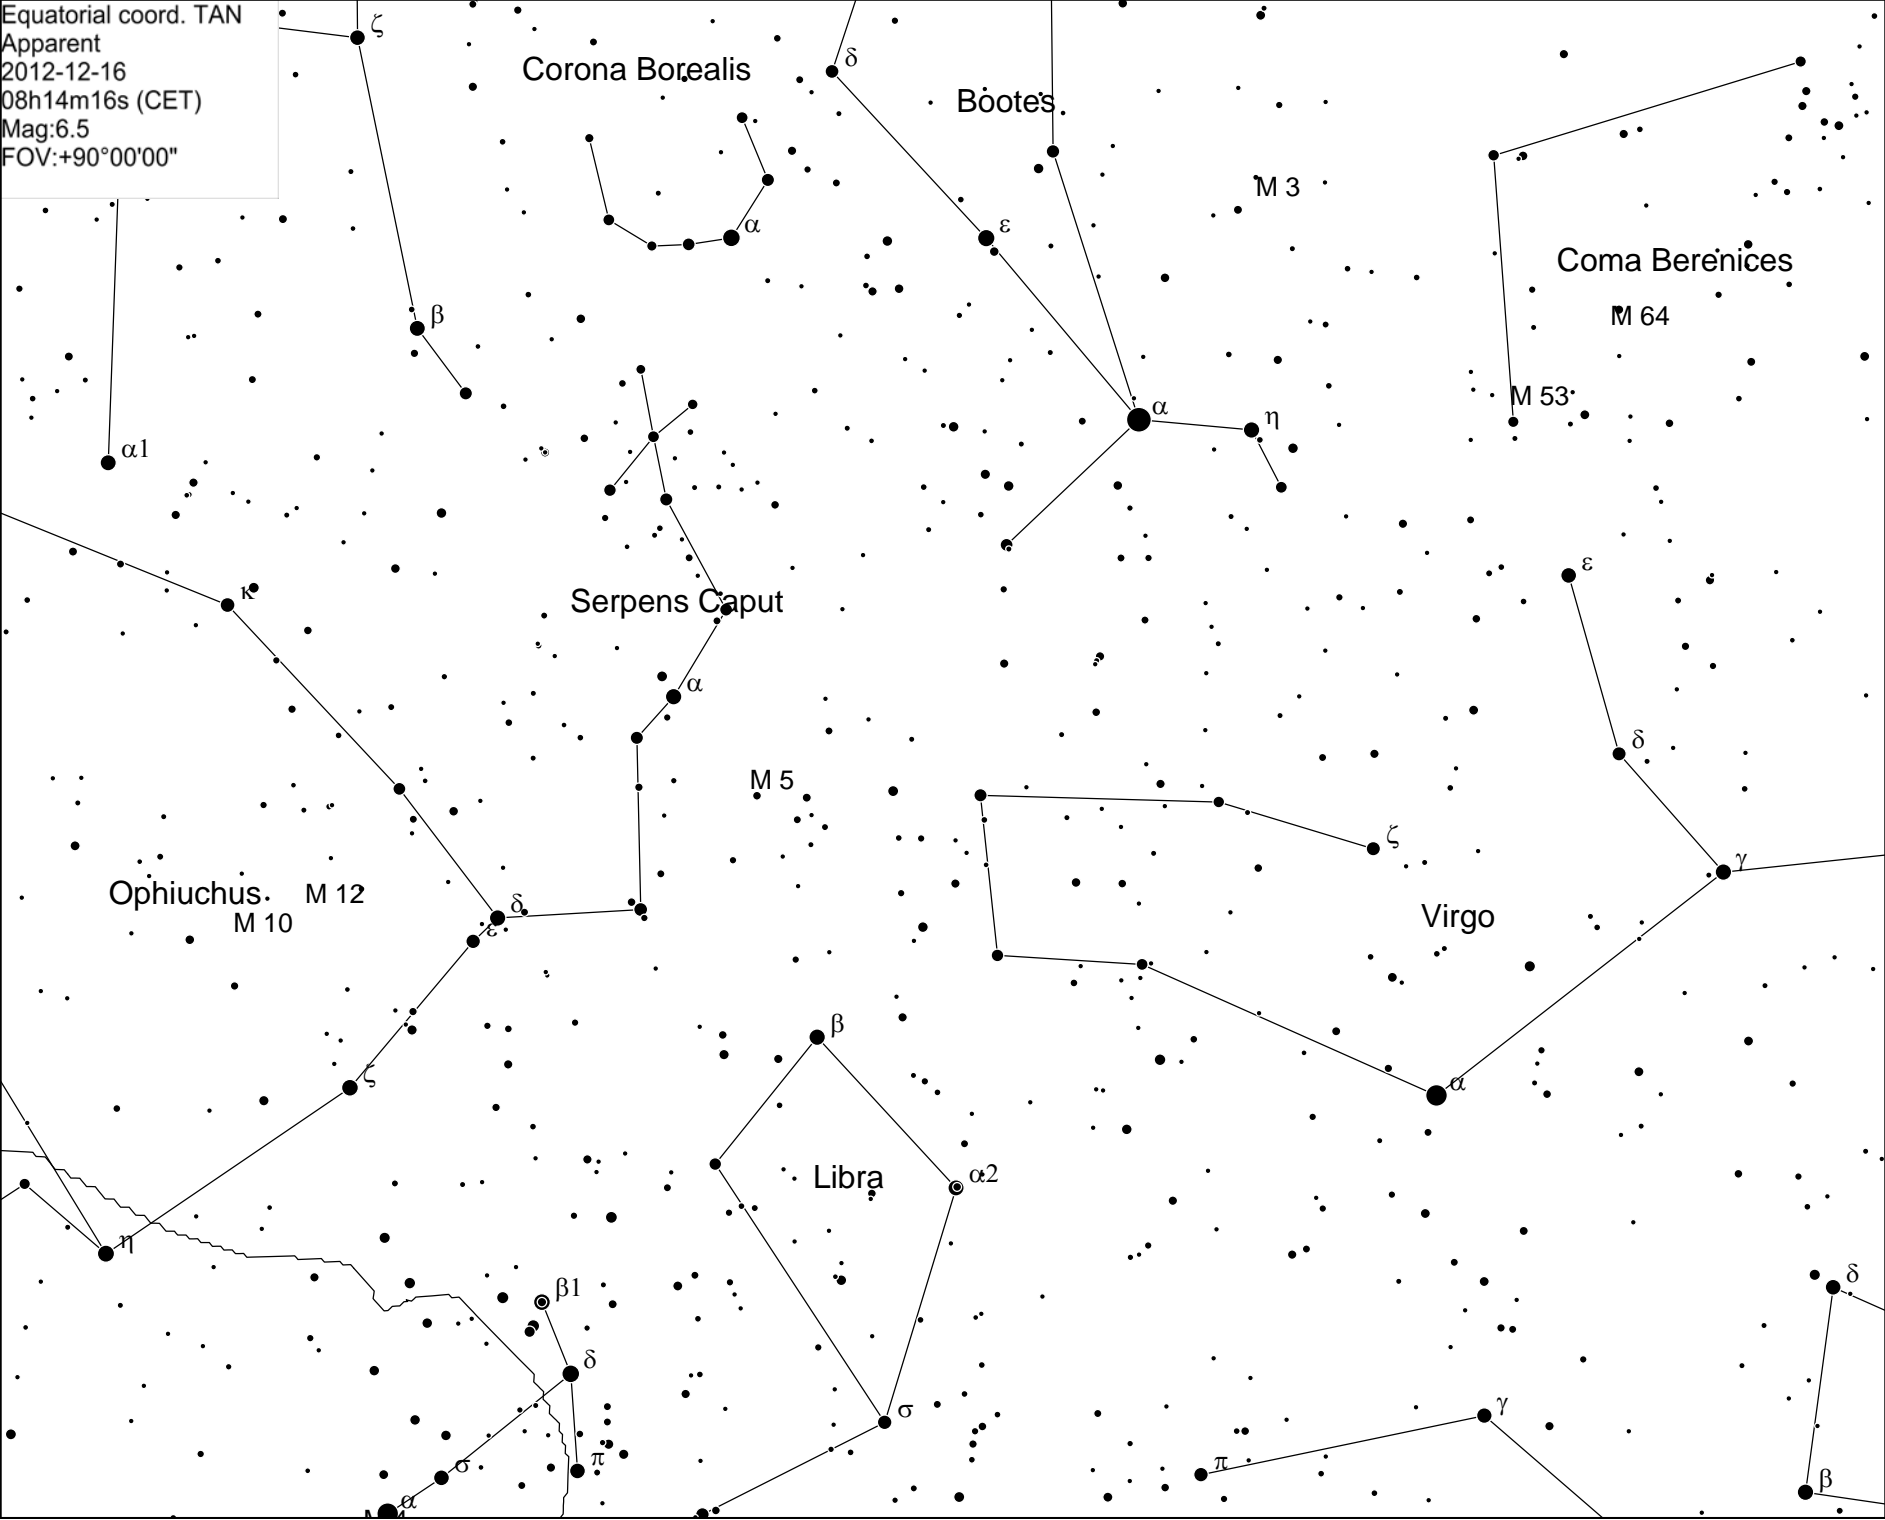 Equatorial coord. TAN
Apparent
2012-12-16
08h14m16s (CET)
Mag:6.5
FOV:+90°00'00"
ζ
Corona Borealis
δ
Bootes
M 3
α
ε
Coma Berenices
β
M 64
M 53
α
η
α1
ε
κ
Serpens Caput
α
δ
M 5
ζ
γ
Ophiuchus
M 12
M 10
δ
ε
Virgo
β
ζ
α
Libra
α2
η
β1
δ
δ
σ
γ
π
σ
π
β
α